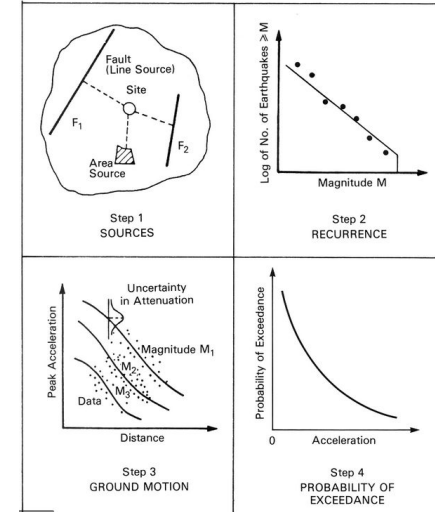 Fault
(Line Source)
Site
F1
F2
Area
Source
Step 1
SOURCES
Log of No. of Earthquakes ⩾ M
Magnitude M
Step 2
RECURRENCE
Uncertainty
in Attenuation
Peak Acceleration
Magnitude M1
M2
M3
Data
Distance
Step 3
GROUND MOTION
Probability of Exceedance
0
Acceleration
Step 4
PROBABILITY OF
EXCEEDANCE